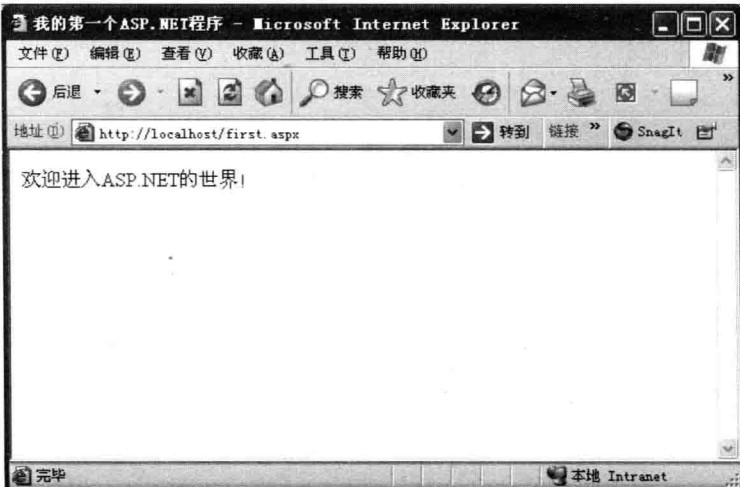 我的第一个ASP.NET程序 - Microsoft Internet Explorer
文件(F) 编辑(E) 查看(V) 收藏(A) 工具(T) 帮助(H)
后退 搜索 收藏夹 »
地址(D) http://localhost/first.aspx 转到 链接 » SnagIt
欢迎进入ASP.NET的世界!
完毕 本地 Intranet